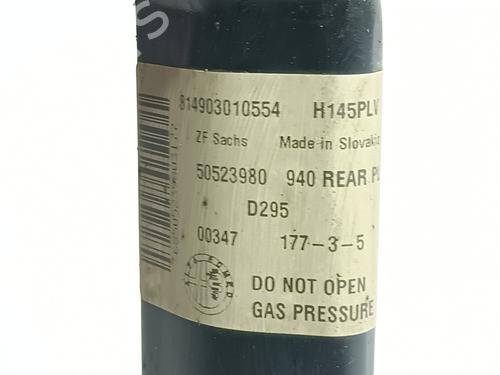 814903010554 H145PLV
ZF Sachs Made in Slovakia
50523980 940 REAR
D295
00347 177-3-5
DO NOT OPEN
GAS PRESSURE